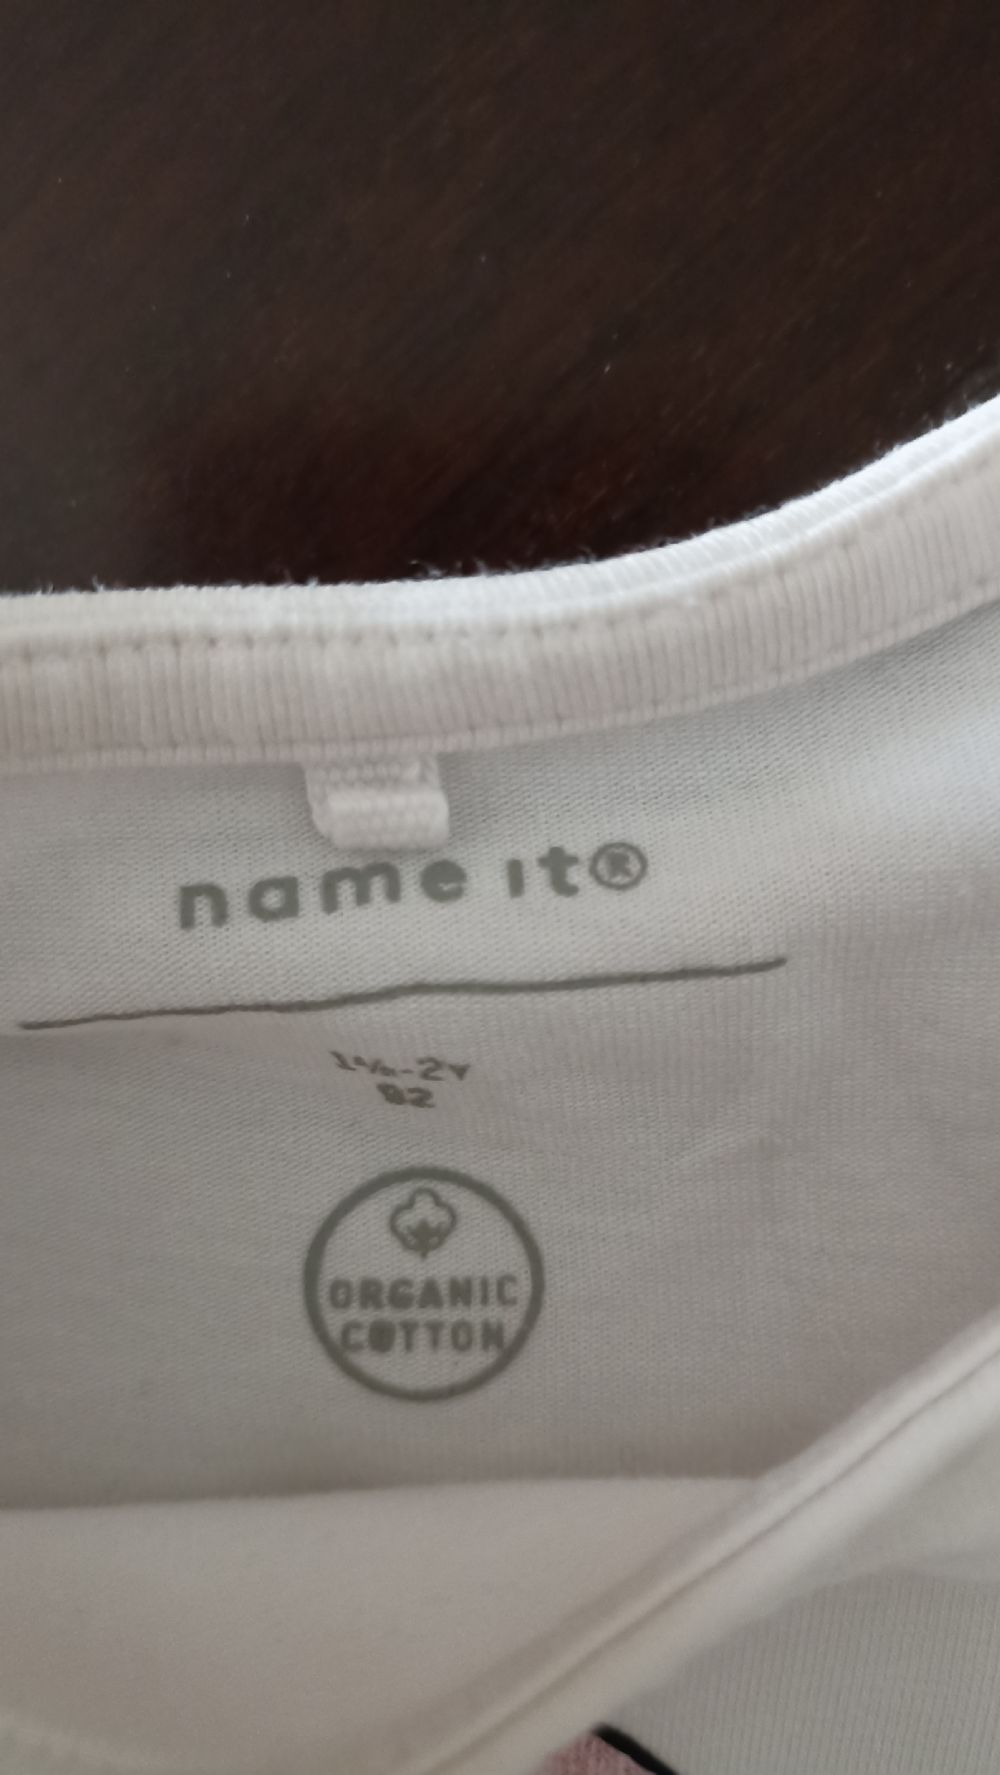 name it®
1½-2Y
92
ORGANIC
COTTON